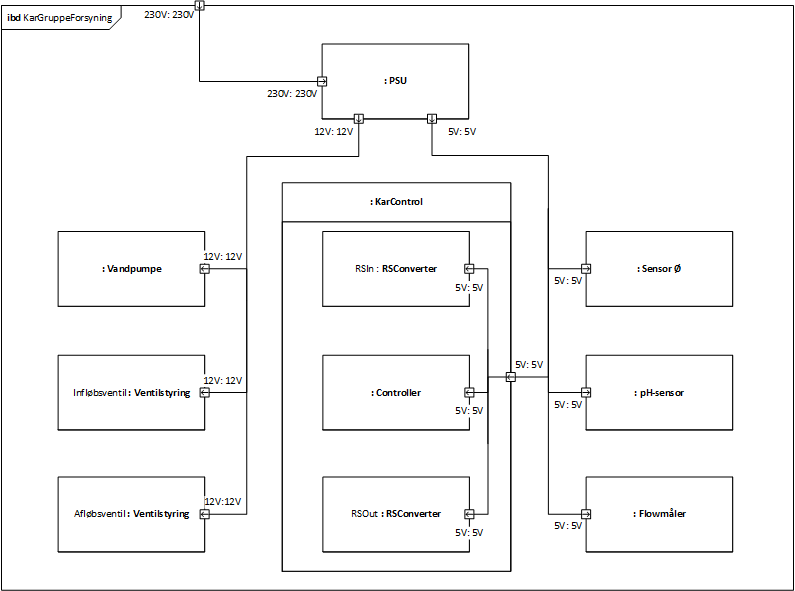 ibd KarGruppeForsyning
230V: 230V
: PSU
230V: 230V
12V: 12V
5V: 5V
: KarControl
12V: 12V
: Vandpumpe
RSIn : RSConverter
: Sensor Ø
5V: 5V
5V: 5V
5V: 5V
12V: 12V
Infløbsventil : Ventilstyring
: Controller
: pH-sensor
5V: 5V
5V: 5V
12V:12V
Afløbsventil : Ventilstyring
RSOut : RSConverter
: Flowmåler
5V: 5V
5V: 5V